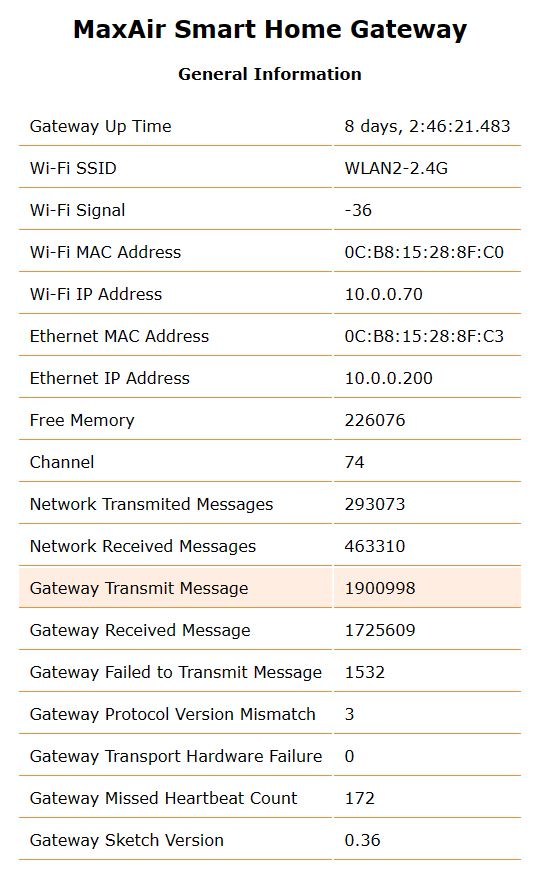 MaxAir Smart Home Gateway
General Information
Gateway Up Time 8 days, 2:46:21.483
Wi-Fi SSID WLAN2-2.4G
Wi-Fi Signal -36
Wi-Fi MAC Address 0C:B8:15:28:8F:C0
Wi-Fi IP Address 10.0.0.70
Ethernet MAC Address 0C:B8:15:28:8F:C3
Ethernet IP Address 10.0.0.200
Free Memory 226076
Channel 74
Network Transmited Messages 293073
Network Received Messages 463310
Gateway Transmit Message 1900998
Gateway Received Message 1725609
Gateway Failed to Transmit Message 1532
Gateway Protocol Version Mismatch 3
Gateway Transport Hardware Failure 0
Gateway Missed Heartbeat Count 172
Gateway Sketch Version 0.36